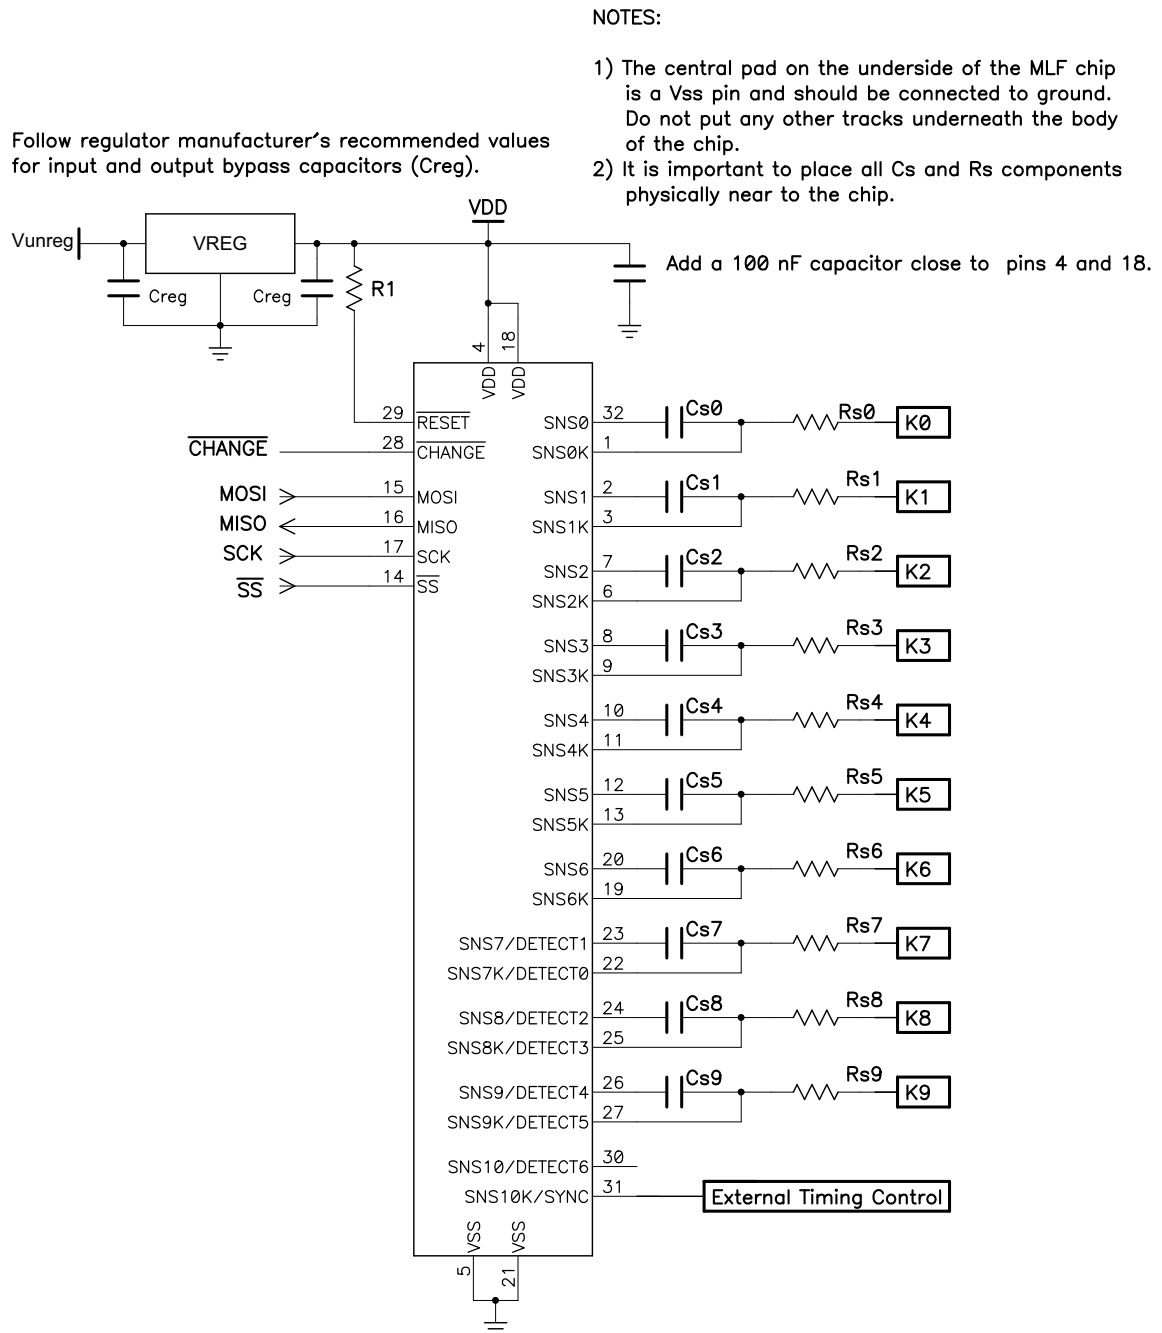 NOTES:
1) The central pad on the underside of the MLF chip
is a Vss pin and should be connected to ground.
Do not put any other tracks underneath the body
of the chip.
2) It is important to place all Cs and Rs components
physically near to the chip.
Follow regulator manufacturer's recommended values
for input and output bypass capacitors (Creg).
VDD
Vunreg
VREG
Creg
Creg
R1
Add a 100 nF capacitor close to pins 4 and 18.
4
18
VDD
VDD
29
RESET
CHANGE
28
CHANGE
MOSI
15
MOSI
MISO
16
MISO
SCK
17
SCK
SS
14
SS
SNS0
32
Cs0
Rs0
K0
SNS0K
1
SNS1
2
Cs1
Rs1
K1
SNS1K
3
SNS2
7
Cs2
Rs2
K2
SNS2K
6
SNS3
8
Cs3
Rs3
K3
SNS3K
9
SNS4
10
Cs4
Rs4
K4
SNS4K
11
SNS5
12
Cs5
Rs5
K5
SNS5K
13
SNS6
20
Cs6
Rs6
K6
SNS6K
19
SNS7/DETECT1
23
Cs7
Rs7
K7
SNS7K/DETECT0
22
SNS8/DETECT2
24
Cs8
Rs8
K8
SNS8K/DETECT3
25
SNS9/DETECT4
26
Cs9
Rs9
K9
SNS9K/DETECT5
27
SNS10/DETECT6
30
SNS10K/SYNC
31
External Timing Control
VSS
VSS
5
21